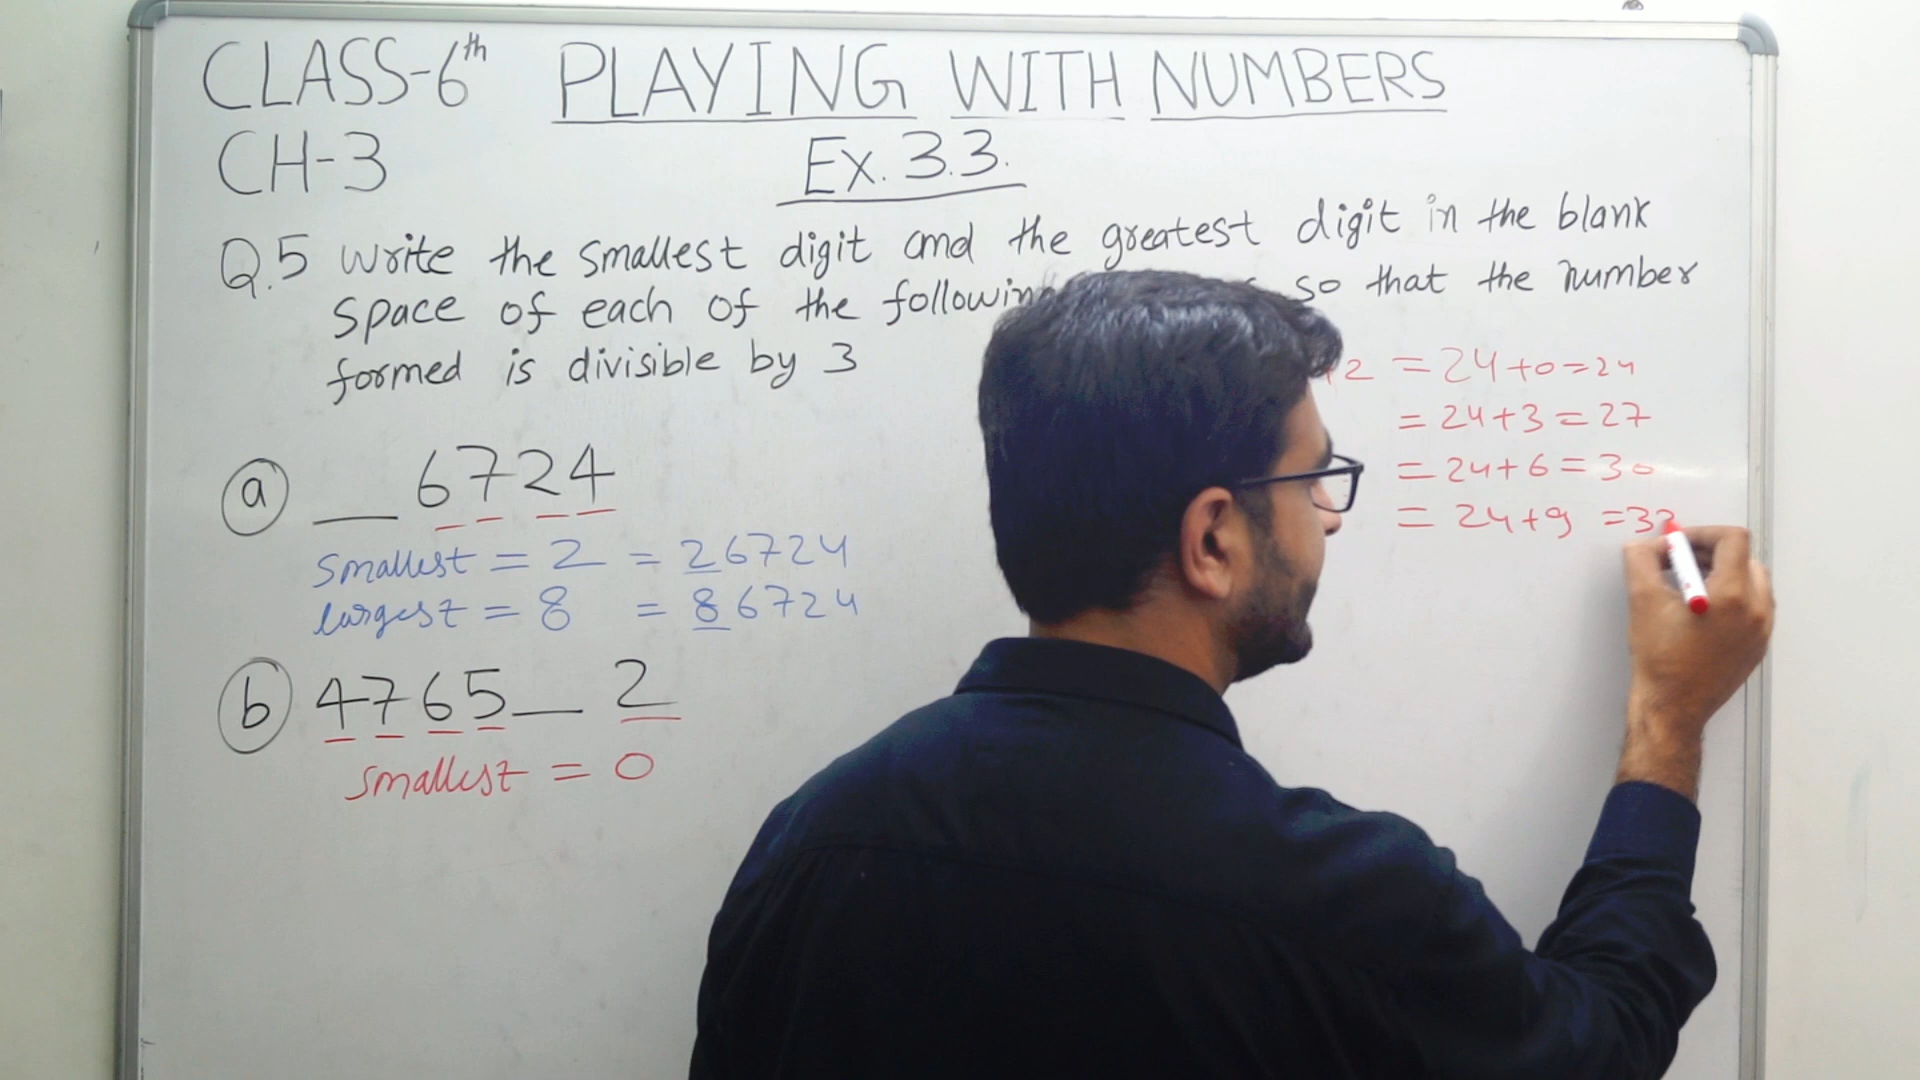 CLASS-6th PLAYING WITH NUMBERS
CH-3
Ex. 3.3.
Q.5 Write the smallest digit and the greatest digit in the blank
space of each of the following so that the number
formed is divisible by 3
+2 = 24+0=24
= 24+3=27
= 24+6=30
= 24+9 =33
a __ 6724
Smallest = 2 = 26724
largest = 8 = 86724
b 4765__ 2
Smallest = 0